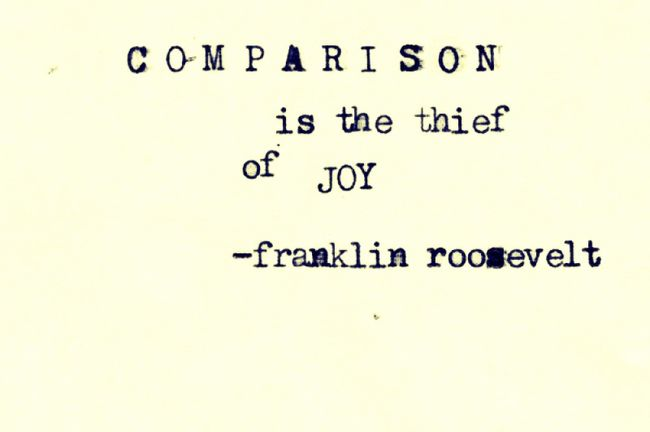 COMPARISON
is the thief
of JOY
-franklin roosevelt